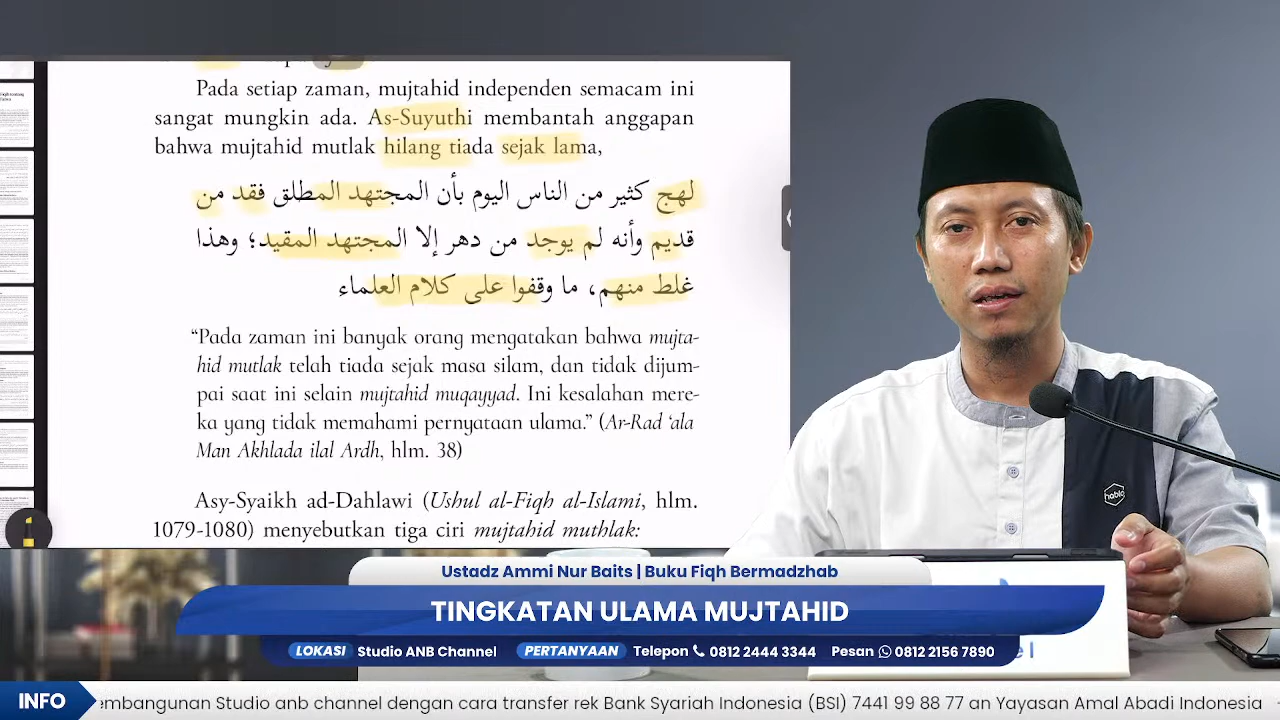 Pada setiap zaman, mujtahid independen semacam ini
sangat mungkin ada. As-Suyuthi membantah anggapan
bahwa mujtahid mutlak hilang tiada sejak lama,
لهج كثير من الناس اليوم بأن المجتهد المطلق فقد من
قديم وأنه لم يوجد من دهر إلا المجتهد المقيد؛ وهذا
غلط منهم، ما وقفوا على كلام العلماء
“Pada zaman ini banyak orang mengatakan bahwa mujta-
hid mutlak telah tiada sejak masa silam, dan tidak dijum-
pai saat ini selain mujtahid muqayyad. Ini kesalahan mere-
ka yang tidak memahami pernyataan ulama.” (Ar-Rad ‘ala
Man Akhlada ilal Ardh, hlm. 38)
Asy-Syaikh ad-Dahlawi (Usnul al-Fiqh al-Islami, hlm.
1079-1080) menyebutkan tiga ciri mujtahid muthlak:
hablo
Ustadz Ammi Nur Baits | Buku Fiqh Bermadzhab
TINGKATAN ULAMA MUJTAHID
LOKASI Studio ANB Channel PERTANYAAN Telepon 0812 2444 3344 Pesan 0812 2156 7890
INFO embangunan Studio anb channel dengan cara transfer rek Bank Syariah Indonesia (BSI) 7441 99 88 77 an Yayasan Amal Abadi Indonesia